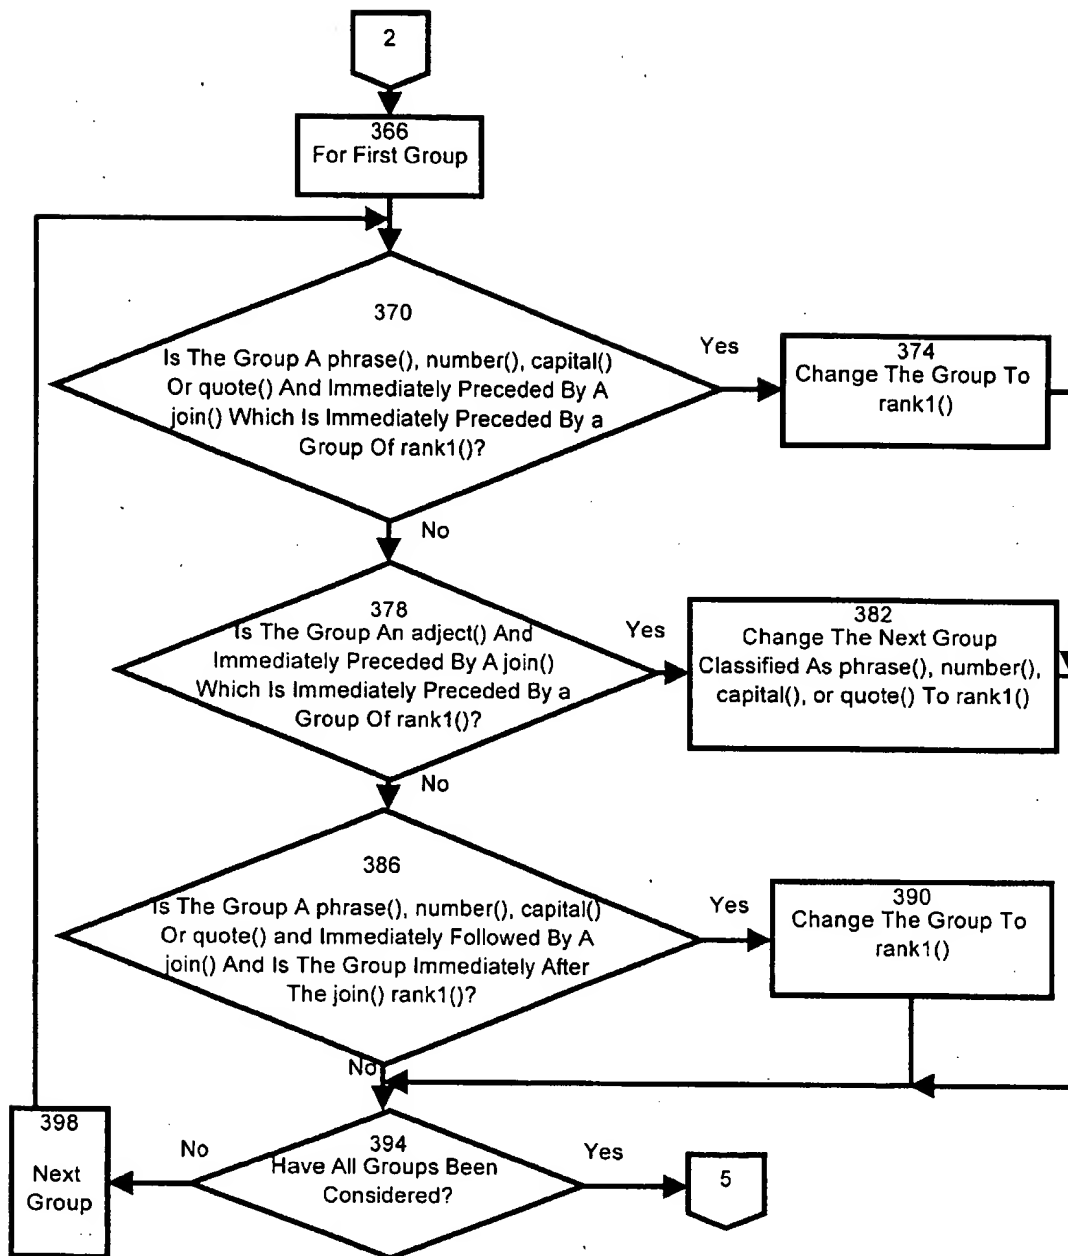 2
366
For First Group
370
Is The Group A phrase(), number(), capital()
Or quote() And Immediately Preceded By A
join() Which Is Immediately Preceded By a
Group Of rank1()?
Yes
374
Change The Group To
rank1()
No
378
Is The Group An adject() And
Immediately Preceded By A join()
Which Is Immediately Preceded By a
Group Of rank1()?
Yes
382
Change The Next Group
Classified As phrase(), number(),
capital(), or quote() To rank1()
No
386
Is The Group A phrase(), number(), capital()
Or quote() and Immediately Followed By A
join() And Is The Group Immediately After
The join() rank1()?
Yes
390
Change The Group To
rank1()
No
394
Have All Groups Been
Considered?
No
398
Next
Group
Yes
5